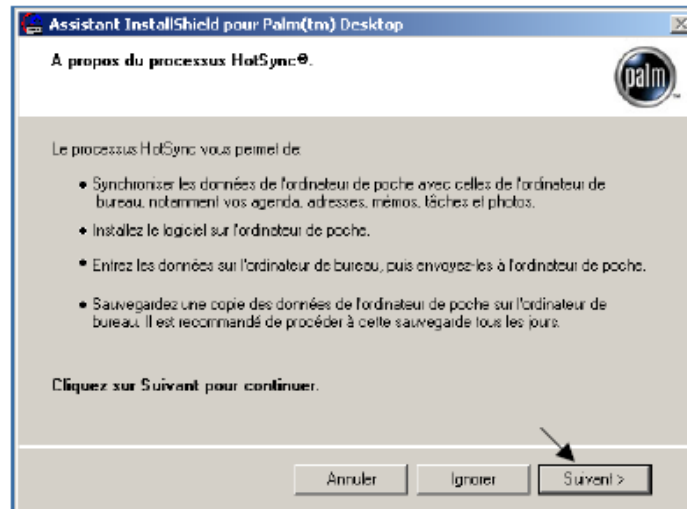 Assistant InstallShield pour Palm(tm) Desktop
A propos du processus HotSync®.
palm
Le processus HotSync vous permet de:
• Synchroniser les données de l'ordinateur de poche avec celles de l'ordinateur de
bureau, notamment vos agenda, adresses, mémos, tâches et photos.
• Installez le logiciel sur l'ordinateur de poche.
• Entrez les données sur l'ordinateur de bureau, puis envoyez-les à l'ordinateur de poche.
• Sauvegardez une copie des données de l'ordinateur de poche sur l'ordinateur de
bureau. Il est recommandé de procéder à cette sauvegarde tous les jours.
Cliquez sur Suivant pour continuer.
Annuler
Ignorer
Suivant >